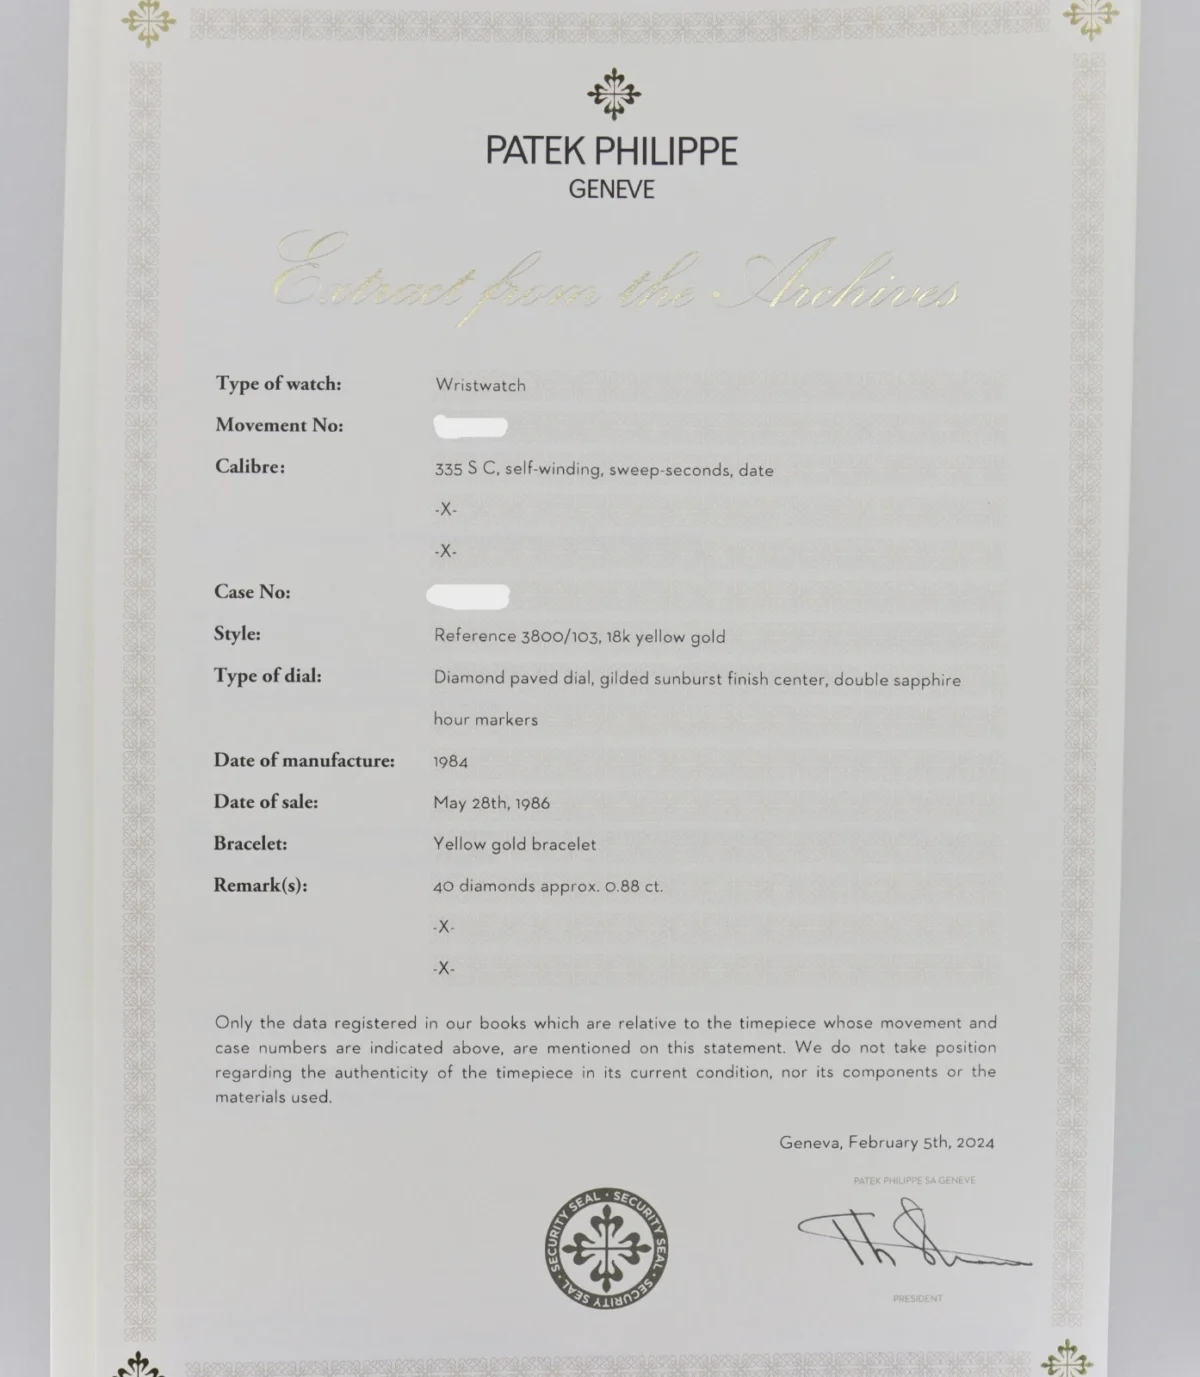 PATEK PHILIPPE
GENEVE
Extract from the Archives
Type of watch: Wristwatch
Movement No:
Calibre: 335 S C, self-winding, sweep-seconds, date
-X-
-X-
Case No:
Style: Reference 3800/103, 18k yellow gold
Type of dial: Diamond paved dial, gilded sunburst finish center, double sapphire
hour markers
Date of manufacture: 1984
Date of sale: May 28th, 1986
Bracelet: Yellow gold bracelet
Remark(s): 40 diamonds approx. 0.88 ct.
-X-
-X-
Only the data registered in our books which are relative to the timepiece whose movement and
case numbers are indicated above, are mentioned on this statement. We do not take position
regarding the authenticity of the timepiece in its current condition, nor its components or the
materials used.
Geneva, February 5th, 2024
PATEK PHILIPPE SA GENEVE
SECURITY SEAL · SECURITY SEAL · SECURITY SEAL ·
PRESIDENT